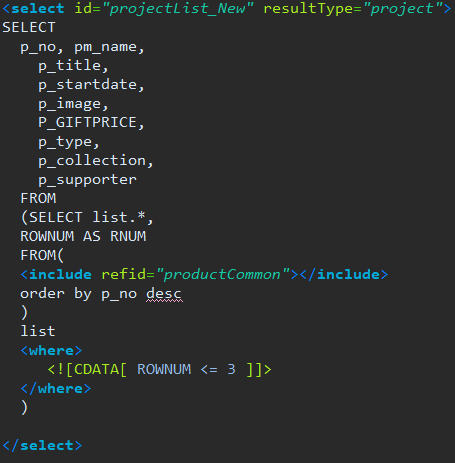 <select id="projectList_New" resultType="project">
SELECT
p_no, pm_name,
p_title,
p_startdate,
p_image,
P_GIFTPRICE,
p_type,
p_collection,
p_supporter
FROM
(SELECT list.*,
ROWNUM AS RNUM
FROM(
<include refid="productCommon"></include>
order by p_no desc
)
list
<where>
<![CDATA[ ROWNUM <= 3 ]]>
</where>
)
</select>